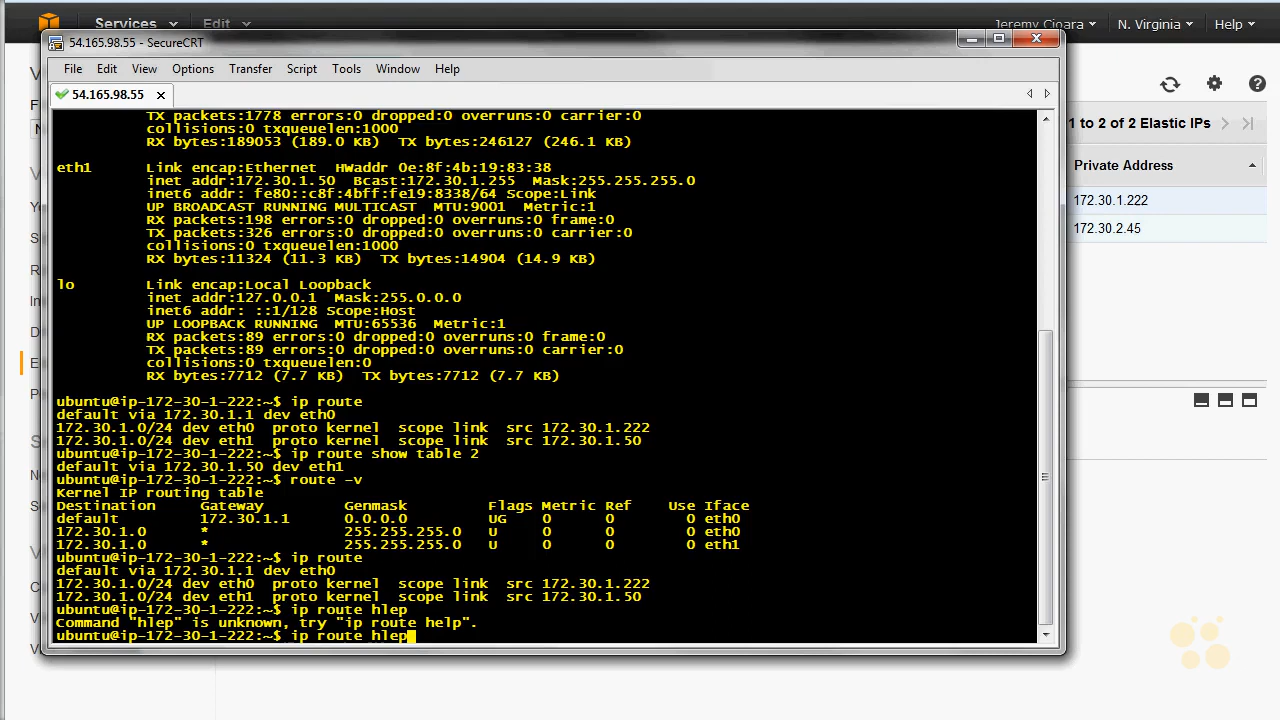 Services Edit Jeremy Cioara N. Virginia Help
54.165.98.55 - SecureCRT
File Edit View Options Transfer Script Tools Window Help
54.165.98.55
1 to 2 of 2 Elastic IPs
Private Address
172.30.1.222
172.30.2.45
TX packets:1778 errors:0 dropped:0 overruns:0 carrier:0
collisions:0 txqueuelen:1000
RX bytes:189053 (189.0 KB)  TX bytes:246127 (246.1 KB)
eth1 Link encap:Ethernet  HWaddr 0e:8f:4b:19:83:38
inet addr:172.30.1.50  Bcast:172.30.1.255  Mask:255.255.255.0
inet6 addr: fe80::c8f:4bff:fe19:8338/64 Scope:Link
UP BROADCAST RUNNING MULTICAST  MTU:9001  Metric:1
RX packets:198 errors:0 dropped:0 overruns:0 frame:0
TX packets:326 errors:0 dropped:0 overruns:0 carrier:0
collisions:0 txqueuelen:1000
RX bytes:11324 (11.3 KB)  TX bytes:14904 (14.9 KB)
lo Link encap:Local Loopback
inet addr:127.0.0.1  Mask:255.0.0.0
inet6 addr: ::1/128 Scope:Host
UP LOOPBACK RUNNING  MTU:65536  Metric:1
RX packets:89 errors:0 dropped:0 overruns:0 frame:0
TX packets:89 errors:0 dropped:0 overruns:0 carrier:0
collisions:0 txqueuelen:0
RX bytes:7712 (7.7 KB)  TX bytes:7712 (7.7 KB)
ubuntu@ip-172-30-1-222:~$ ip route
default via 172.30.1.1 dev eth0
172.30.1.0/24 dev eth0  proto kernel  scope link  src 172.30.1.222
172.30.1.0/24 dev eth1  proto kernel  scope link  src 172.30.1.50
ubuntu@ip-172-30-1-222:~$ ip route show table 2
default via 172.30.1.50 dev eth1
ubuntu@ip-172-30-1-222:~$ route -v
Kernel IP routing table
Destination Gateway Genmask Flags Metric Ref Use Iface
default 172.30.1.1 0.0.0.0 UG 0 0 0 eth0
172.30.1.0 * 255.255.255.0 U 0 0 0 eth0
172.30.1.0 * 255.255.255.0 U 0 0 0 eth1
ubuntu@ip-172-30-1-222:~$ ip route
default via 172.30.1.1 dev eth0
172.30.1.0/24 dev eth0  proto kernel  scope link  src 172.30.1.222
172.30.1.0/24 dev eth1  proto kernel  scope link  src 172.30.1.50
ubuntu@ip-172-30-1-222:~$ ip route hlep
Command "hlep" is unknown, try "ip route help".
ubuntu@ip-172-30-1-222:~$ ip route hlep